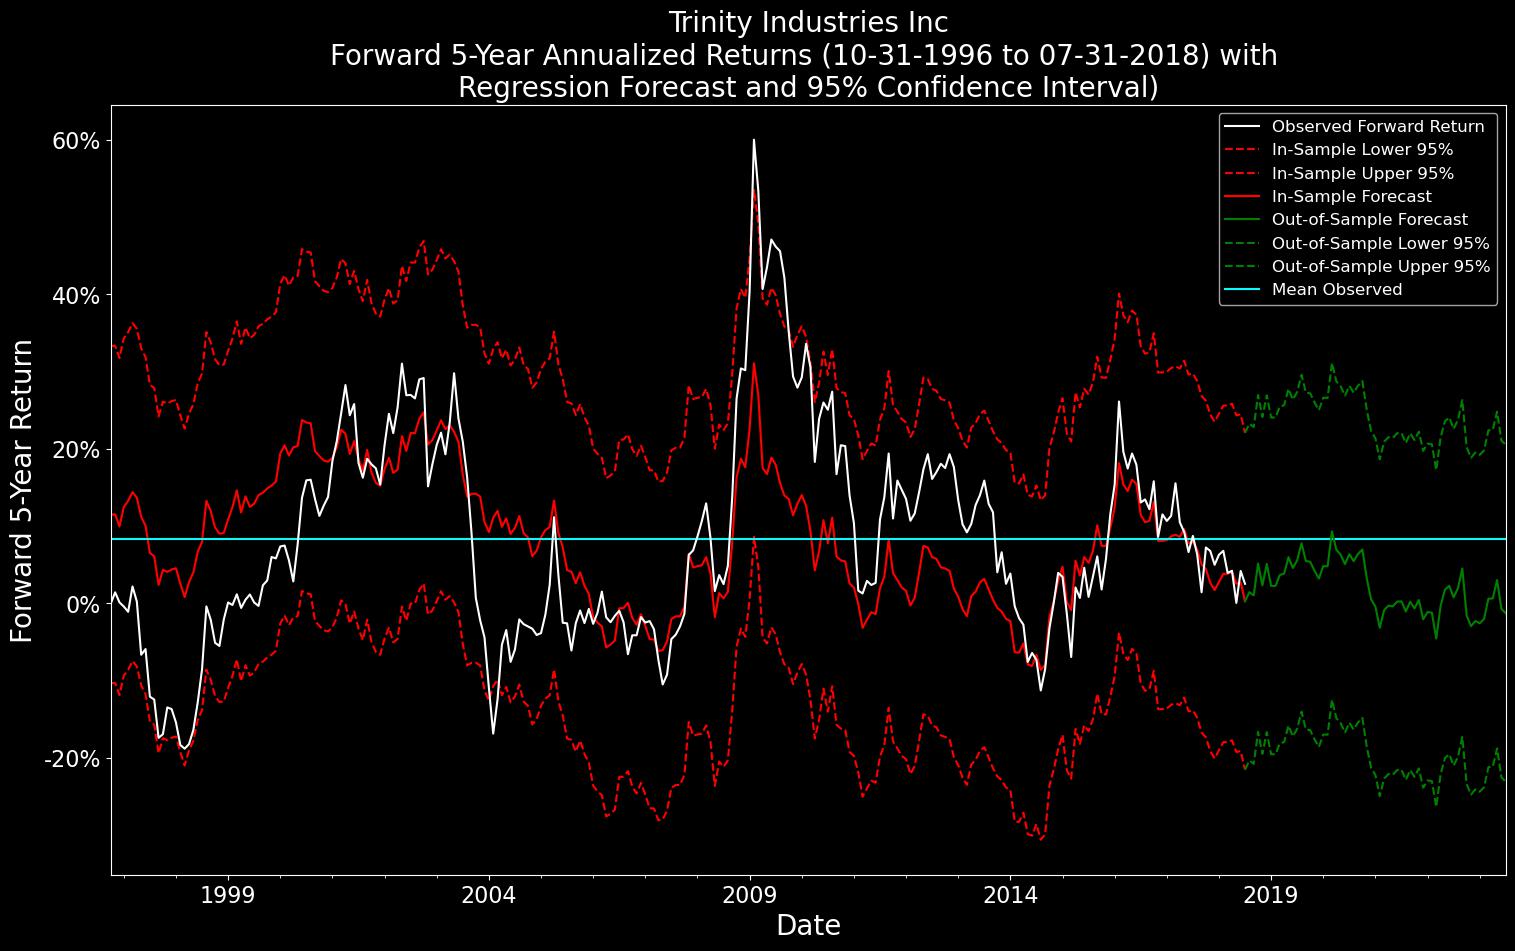 Trinity Industries Inc
Forward 5-Year Annualized Returns (10-31-1996 to 07-31-2018) with
Regression Forecast and 95% Confidence Interval)
Forward 5-Year Return
60%
40%
20%
0%
-20%
Observed Forward Return
In-Sample Lower 95%
In-Sample Upper 95%
In-Sample Forecast
Out-of-Sample Forecast
Out-of-Sample Lower 95%
Out-of-Sample Upper 95%
Mean Observed
1999
2004
2009
2014
2019
Date